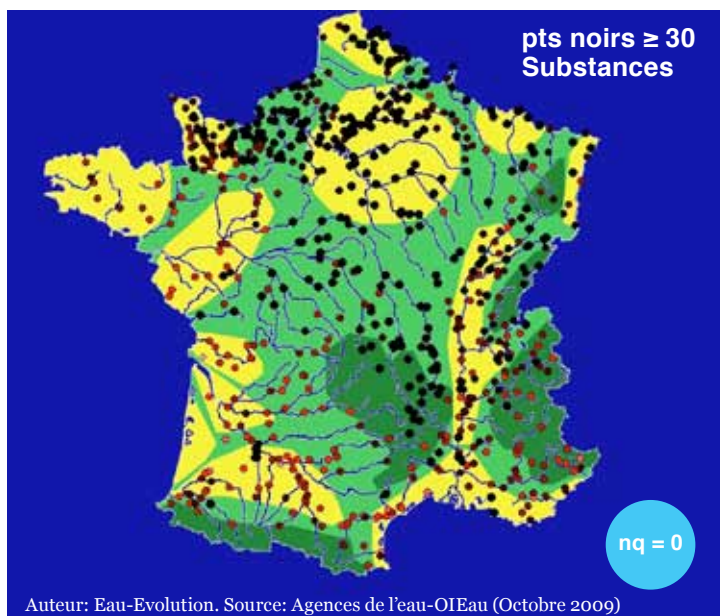 pts noirs ≥ 30
Substances
nq = 0
Auteur: Eau-Evolution. Source: Agences de l'eau-OIEau (Octobre 2009)